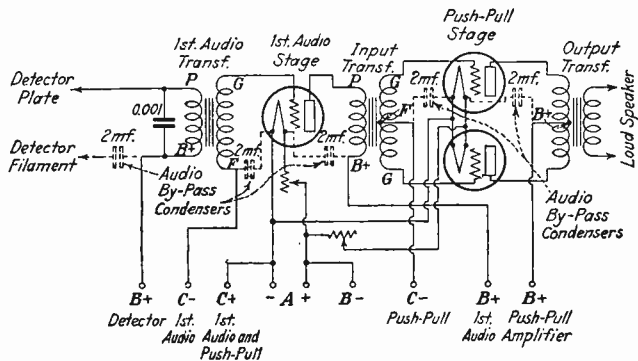 Push-Pull
Stage
1st. Audio
Transf.
1st. Audio
Stage
Input
Transf.
Output
Transf.
Detector
Plate
P
G
P
G
2mf.
2mf.
0.001
F
B+
Loud Speaker
2mf.
B+
F
2mf.
2mf.
B+
G
Detector
Filament
Audio
By-Pass
Condensers
Audio
By-Pass
Condensers
B+
C-
C+
- A +
B-
C-
B+
B+
Detector
1st.
Audio
1st.
Audio and
Push-Pull
Push-Pull
1st.
Audio
Push-Pull
Amplifier